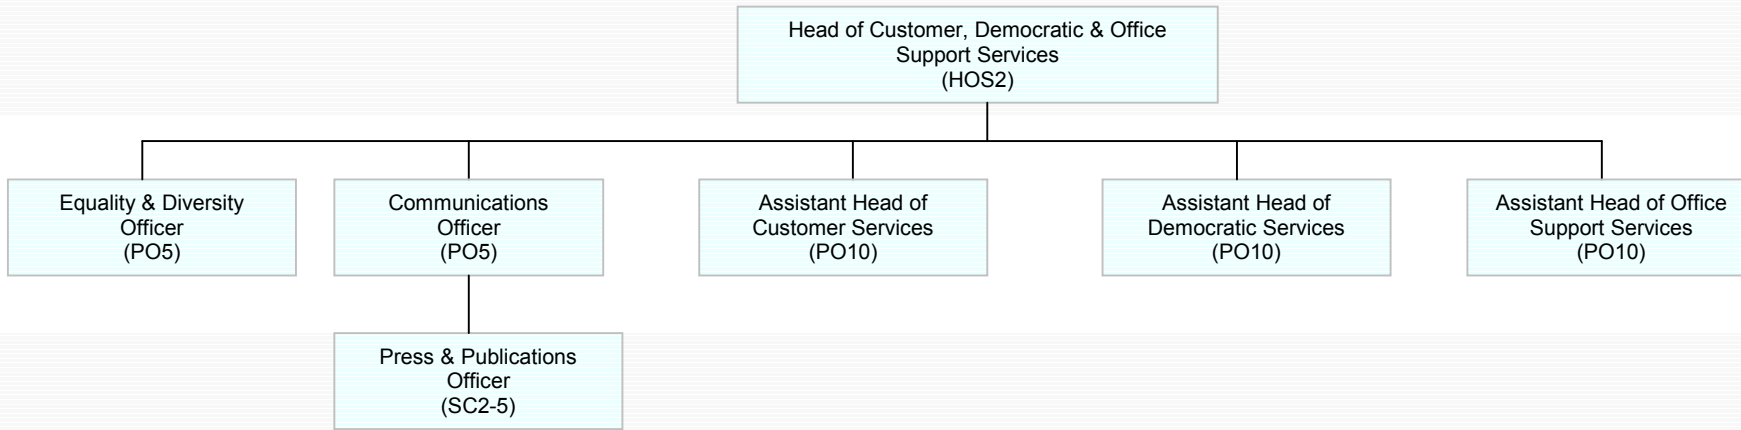 Head of Customer, Democratic & Office
Support Services
(HOS2)
Equality & Diversity
Officer
(PO5)
Communications
Officer
(PO5)
Assistant Head of
Customer Services
(PO10)
Assistant Head of
Democratic Services
(PO10)
Assistant Head of Office
Support Services
(PO10)
Press & Publications
Officer
(SC2-5)